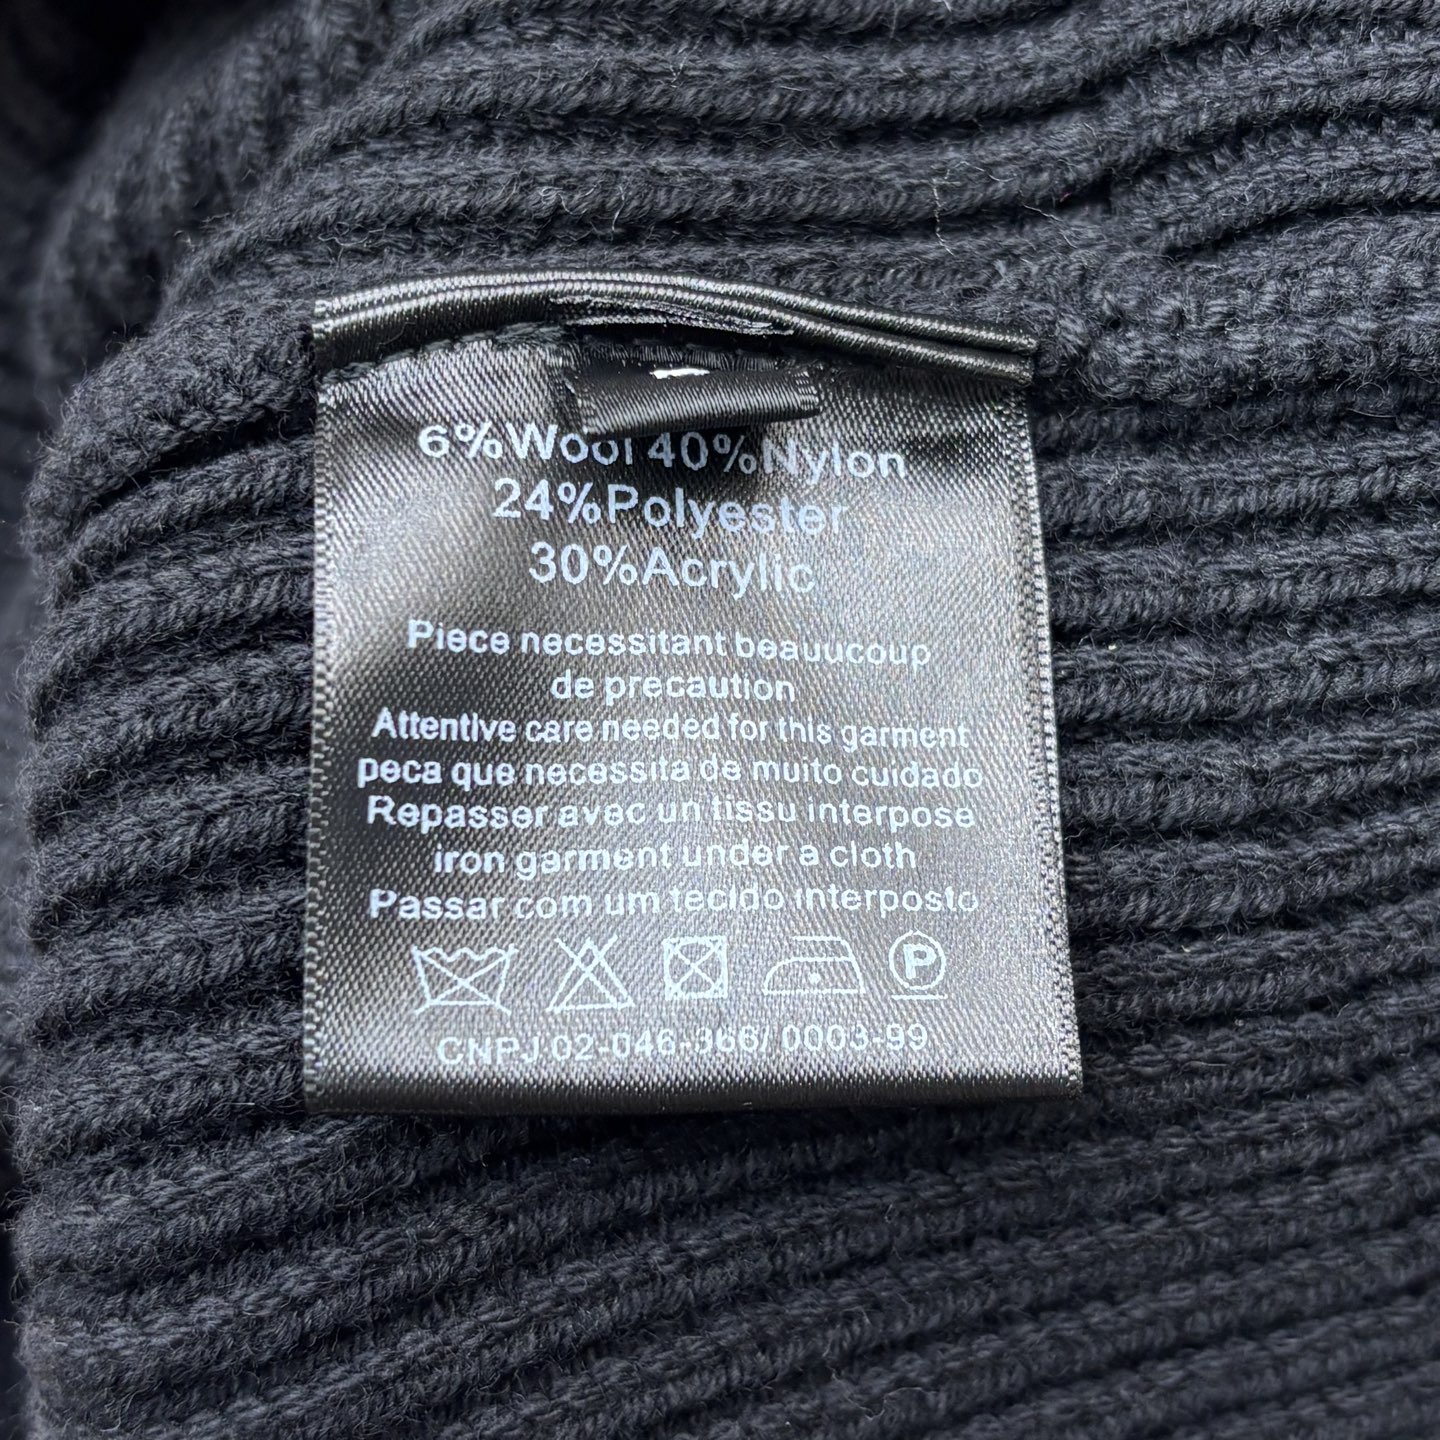 6%Wool 40%Nylon
24%Polyester
30%Acrylic
Piece necessitant beauucoup
de precaution
Attentive care needed for this garment
peca que necessita de muito cuidado
Repasser avec un tissu interpose
iron garment under a cloth
Passar com um tecido interposto
P
CNPJ 02-046-366/ 0003-99